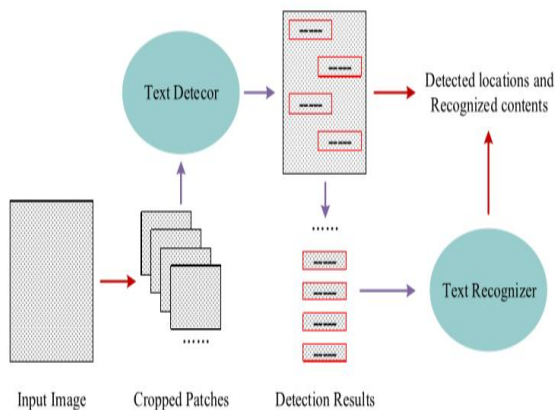 Text Detecor
Detected locations and
Recognized contents
......
Text Recognizer
......
Input Image
Cropped Patches
Detection Results